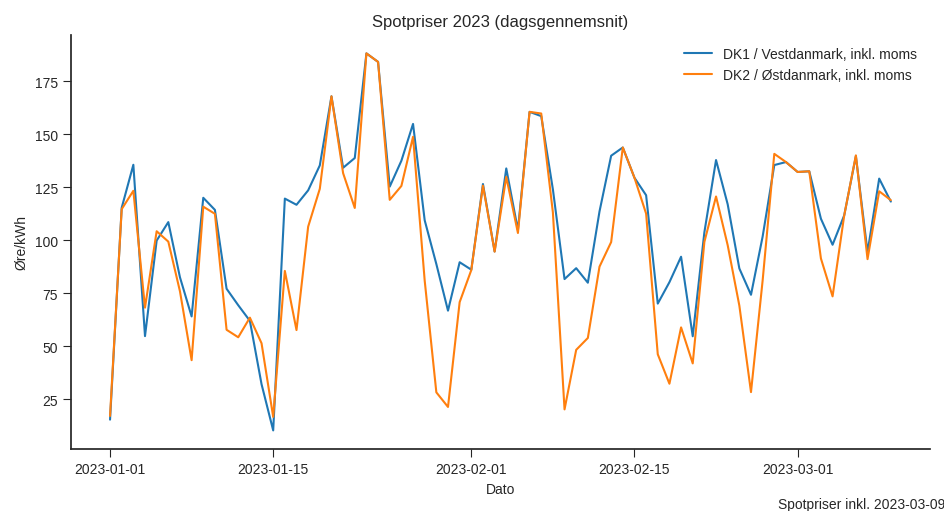 Spotpriser 2023 (dagsgennemsnit)
DK1 / Vestdanmark, inkl. moms
DK2 / Østdanmark, inkl. moms
Øre/kWh
175
150
125
100
75
50
25
2023-01-01
2023-01-15
2023-02-01
2023-02-15
2023-03-01
Dato
Spotpriser inkl. 2023-03-09